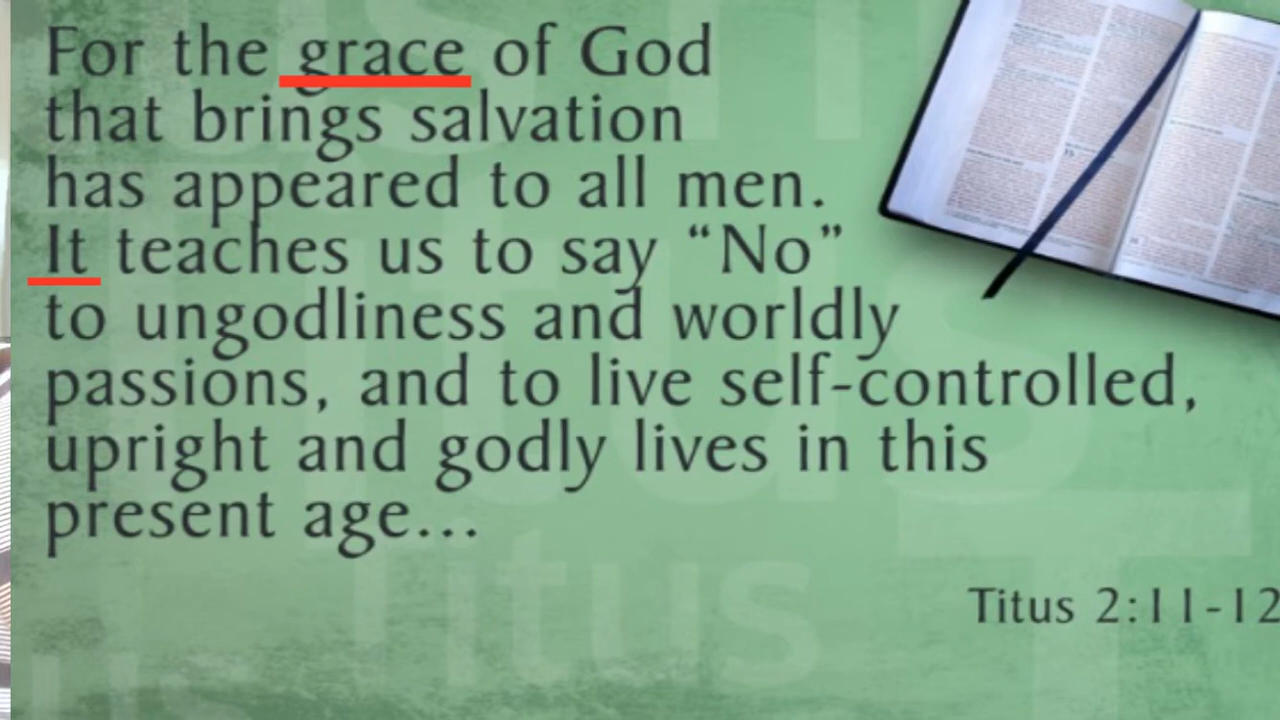 For the grace of God
that brings salvation
has appeared to all men.
It teaches us to say “No”
to ungodliness and worldly
passions, and to live self-controlled,
upright and godly lives in this
present age...
Titus 2:11-12
Titus